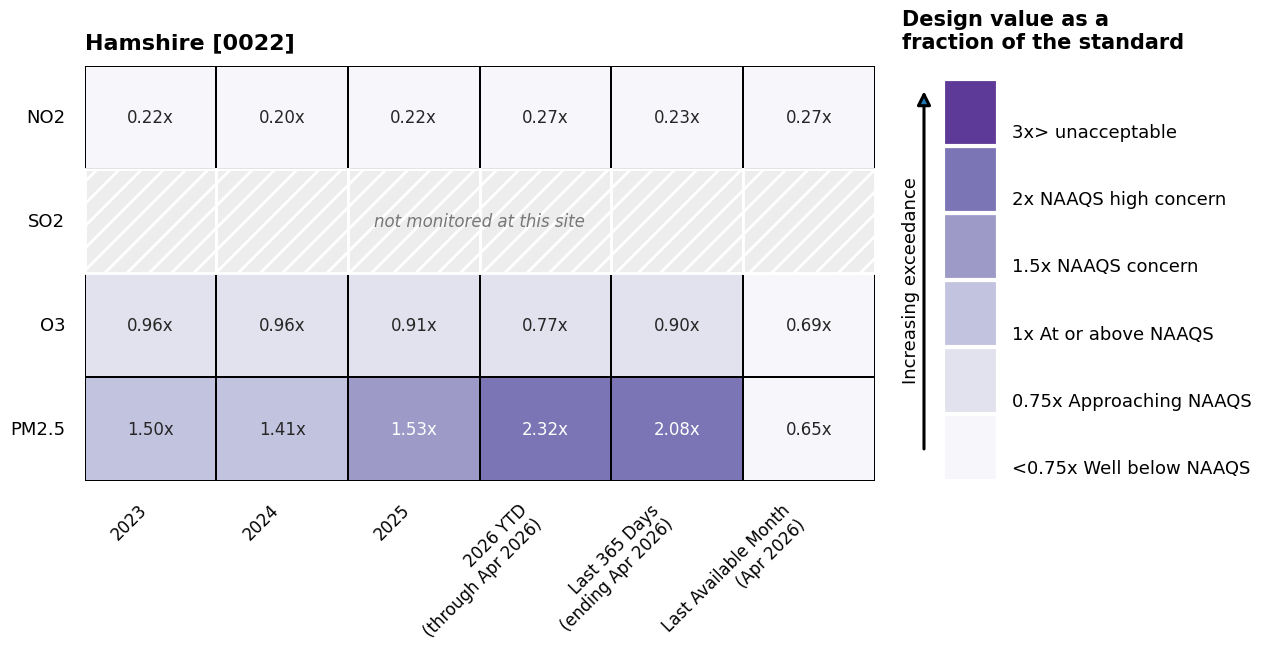 Hamshire [0022]
Design value as a
fraction of the standard
NO2 0.22x 0.20x 0.22x 0.27x 0.23x 0.27x
SO2 not monitored at this site
O3 0.96x 0.96x 0.91x 0.77x 0.90x 0.69x
PM2.5 1.50x 1.41x 1.53x 2.32x 2.08x 0.65x
2023
2024
2025
2026 YTD
(through Apr 2026)
Last 365 Days
(ending Apr 2026)
Last Available Month
(Apr 2026)
Increasing exceedance
3x> unacceptable
2x NAAQS high concern
1.5x NAAQS concern
1x At or above NAAQS
0.75x Approaching NAAQS
<0.75x Well below NAAQS